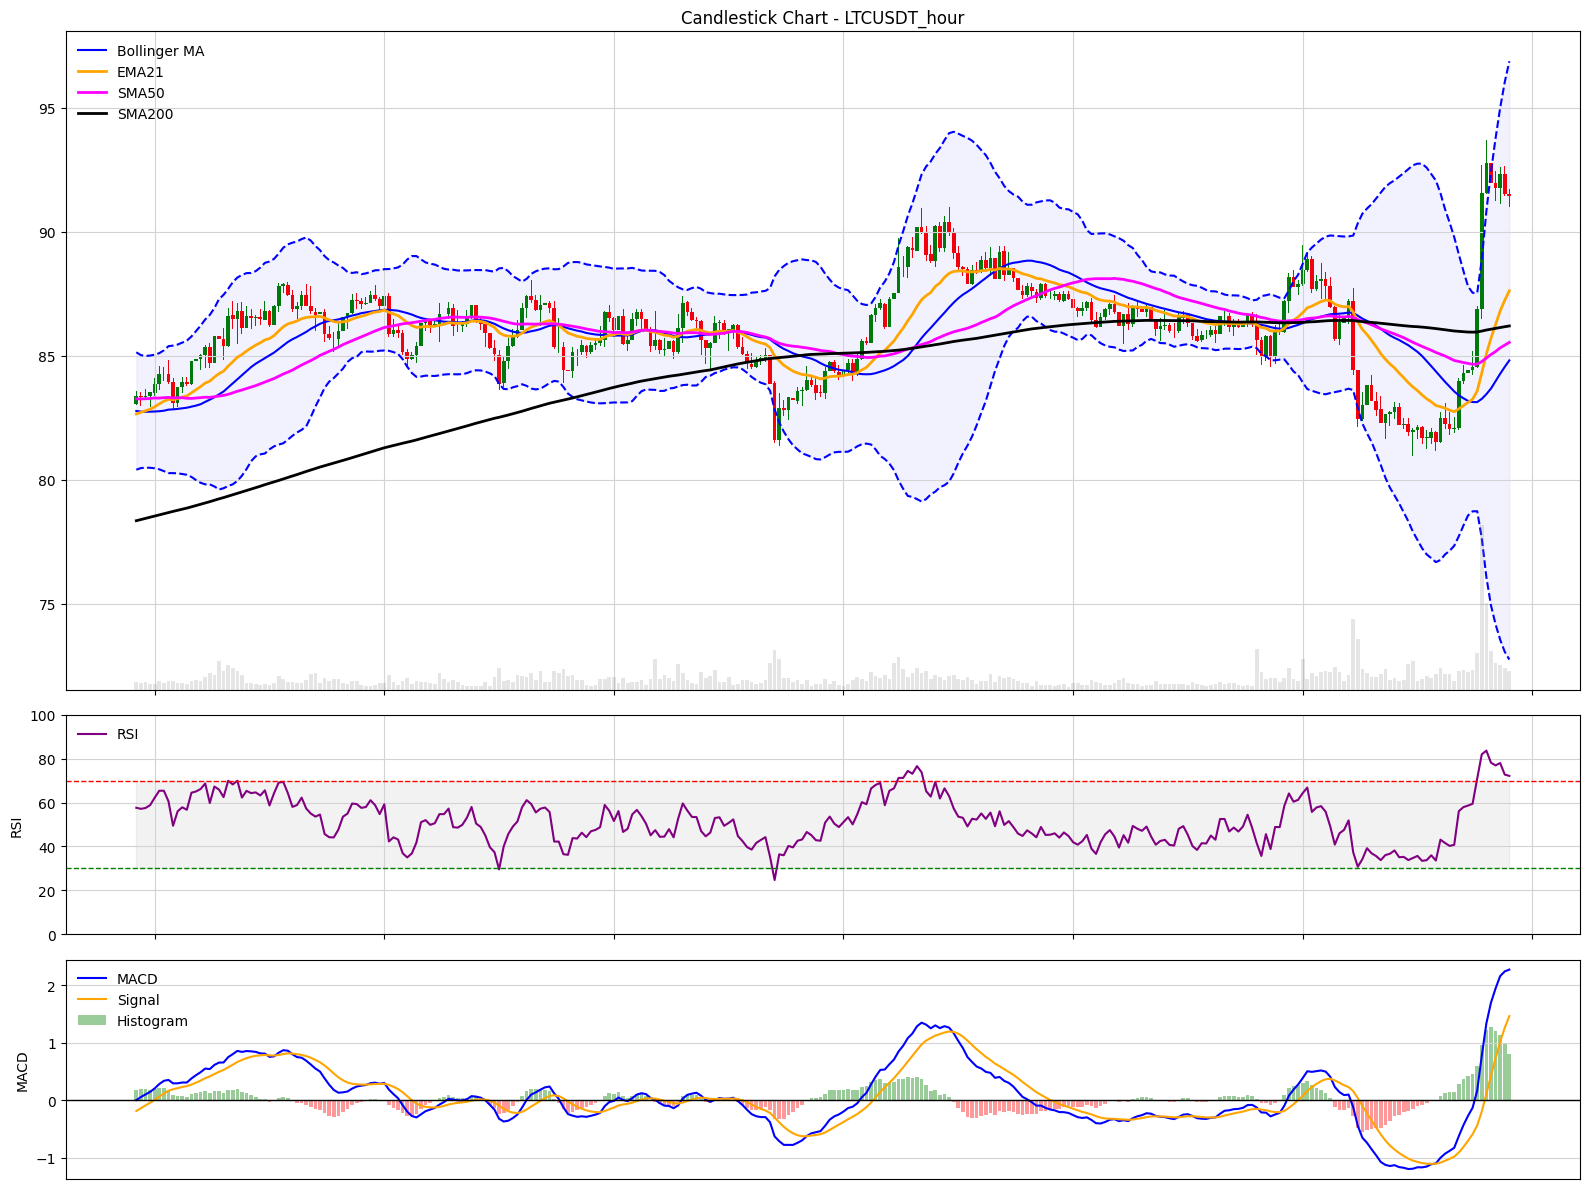 Candlestick Chart - LTCUSDT_hour
Bollinger MA
EMA21
SMA50
SMA200
95
90
85
80
75
RSI
100
80
60
40
20
0
RSI
MACD
Signal
Histogram
2
1
0
−1
MACD